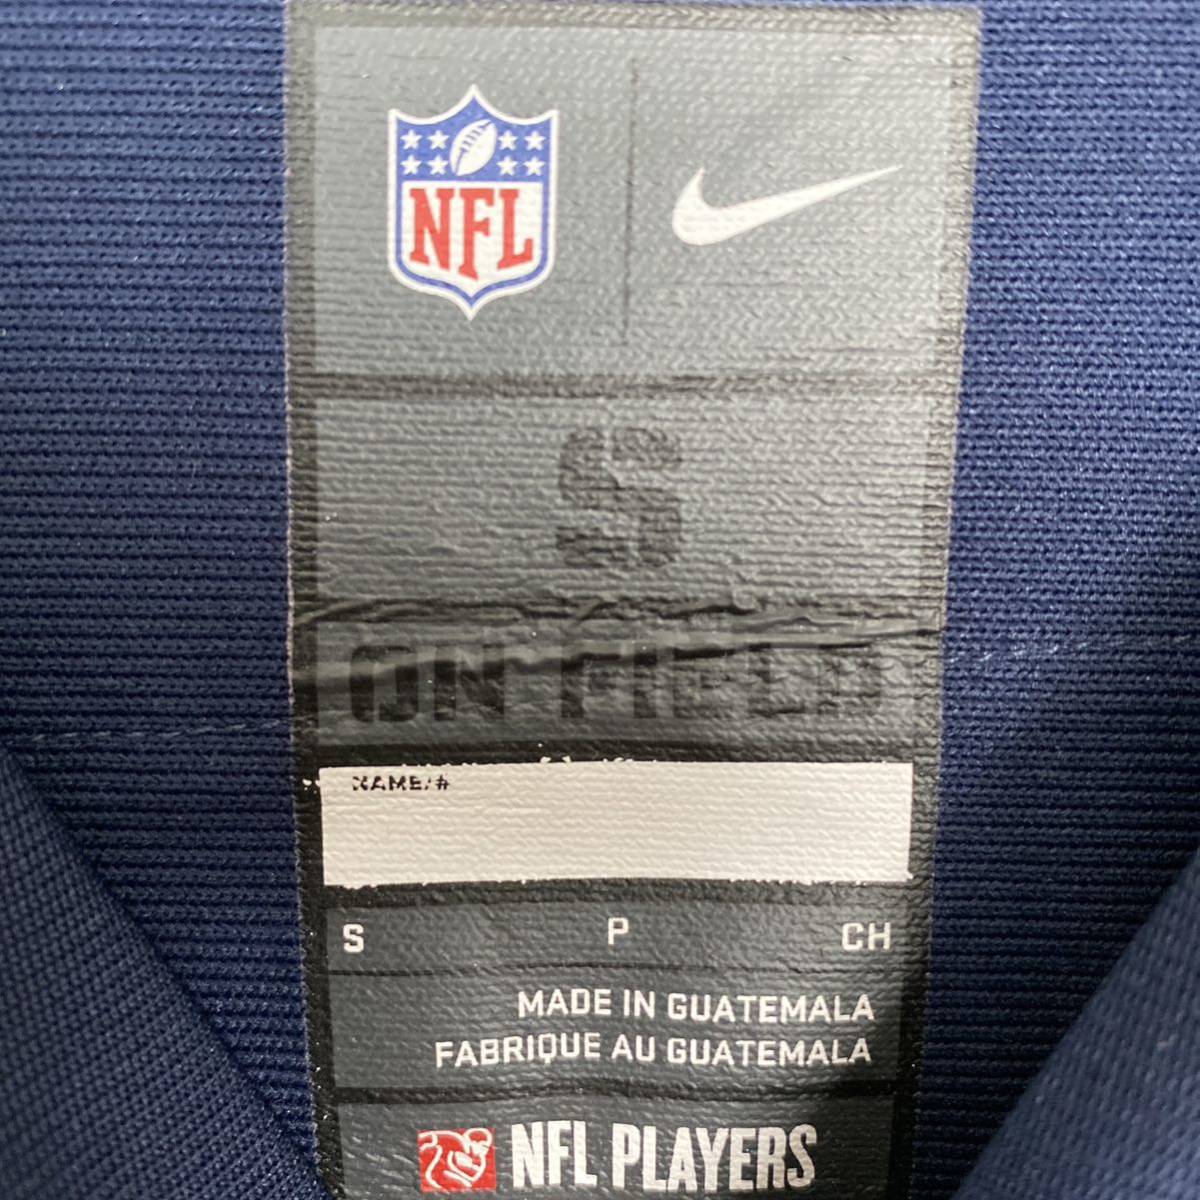 NFL
S
ON FIELD
NAME/#
S P CH
MADE IN GUATEMALA
FABRIQUE AU GUATEMALA
NFL PLAYERS